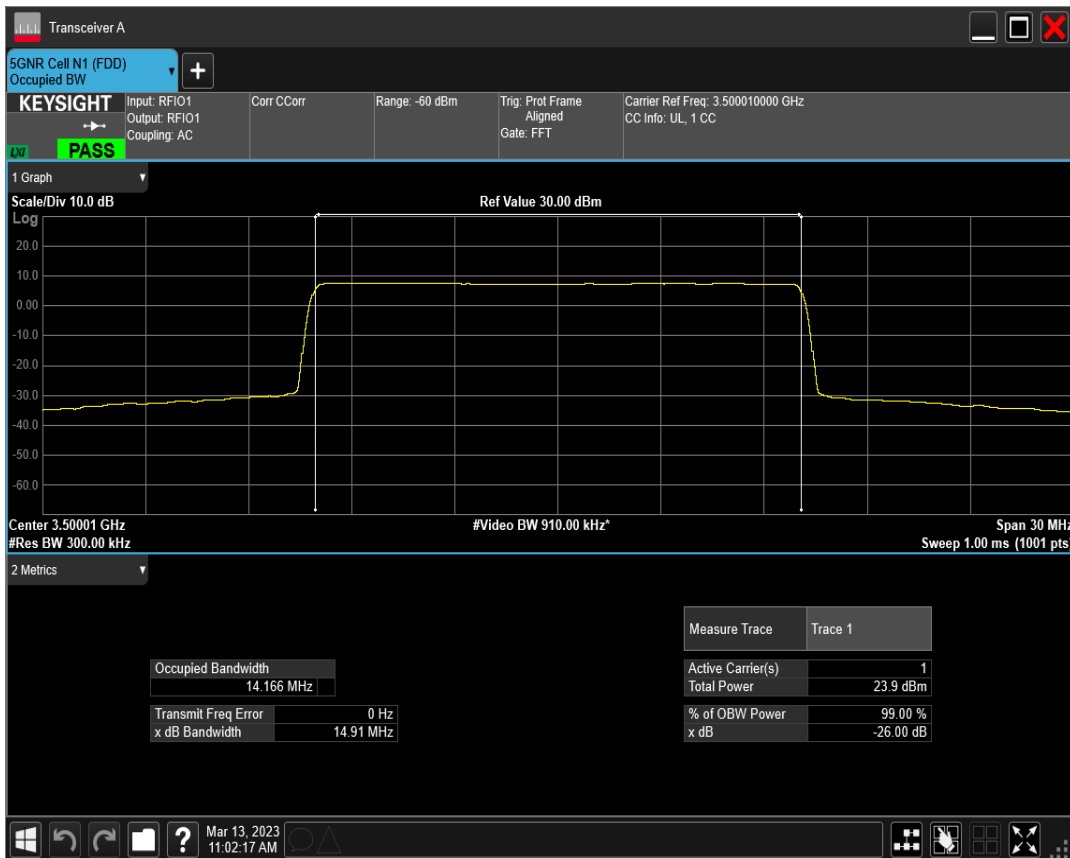 Transceiver A
5GNR Cell N1 (FDD)
Occupied BW
KEYSIGHT
LXI
PASS
Input: RFIO1
Output: RFIO1
Coupling: AC
Corr CCorr
Range: -60 dBm
Trig: Prot Frame
Aligned
Gate: FFT
Carrier Ref Freq: 3.500010000 GHz
CC Info: UL, 1 CC
1 Graph
Scale/Div 10.0 dB
Ref Value 30.00 dBm
Log
20.0
10.0
0.00
-10.0
-20.0
-30.0
-40.0
-50.0
-60.0
Center 3.50001 GHz
#Video BW 910.00 kHz*
Span 30 MHz
#Res BW 300.00 kHz
Sweep 1.00 ms (1001 pts)
2 Metrics
Measure Trace Trace 1
Occupied Bandwidth
14.166 MHz
Active Carrier(s) 1
Total Power 23.9 dBm
Transmit Freq Error 0 Hz
x dB Bandwidth 14.91 MHz
% of OBW Power 99.00 %
x dB -26.00 dB
?
Mar 13, 2023
11:02:17 AM